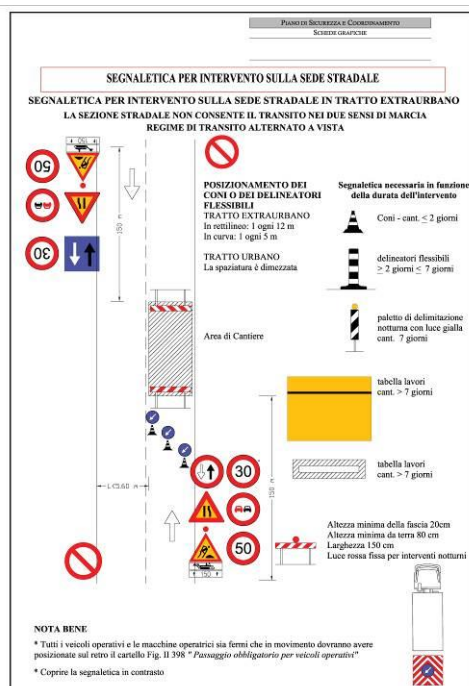 PIANO DI SICUREZZA E COORDINAMENTO
SCHEDE GRAFICHE
SEGNALETICA PER INTERVENTO SULLA SEDE STRADALE
SEGNALETICA PER INTERVENTO SULLA SEDE STRADALE IN TRATTO EXTRAURBANO
LA SEZIONE STRADALE NON CONSENTE IL TRANSITO NEI DUE SENSI DI MARCIA
REGIME DI TRANSITO ALTERNATO A VISTA
150
50
30
150 m
POSIZIONAMENTO DEI
CONI O DEI DELINEATORI
FLESSIBILI
TRATTO EXTRAURBANO
In rettilineo: 1 ogni 12 m
In curva: 1 ogni 5 m
TRATTO URBANO
La spaziatura è dimezzata
Segnaletica necessaria in funzione
della durata dell'intervento
Coni - cant. ≤ 2 giorni
delineatori flessibili
≥ 2 giorni ≤ 7 giorni
paletto di delimitazione
notturna con luce gialla
cant. 7 giorni
Area di Cantiere
tabella lavori
cant. > 7 giorni
tabella lavori
cant. > 7 giorni
L<5.60 m
150 m
30
50
150
Altezza minima della fascia 20cm
Altezza minima da terra 80 cm
Larghezza 150 cm
Luce rossa fissa per interventi notturni
NOTA BENE
* Tutti i veicoli operativi e le macchine operatrici sia fermi che in movimento dovranno avere
posizionate sul retro il cartello Fig. II 398 " Passaggio obbligatorio per veicoli operativi"
* Coprire la segnaletica in contrasto